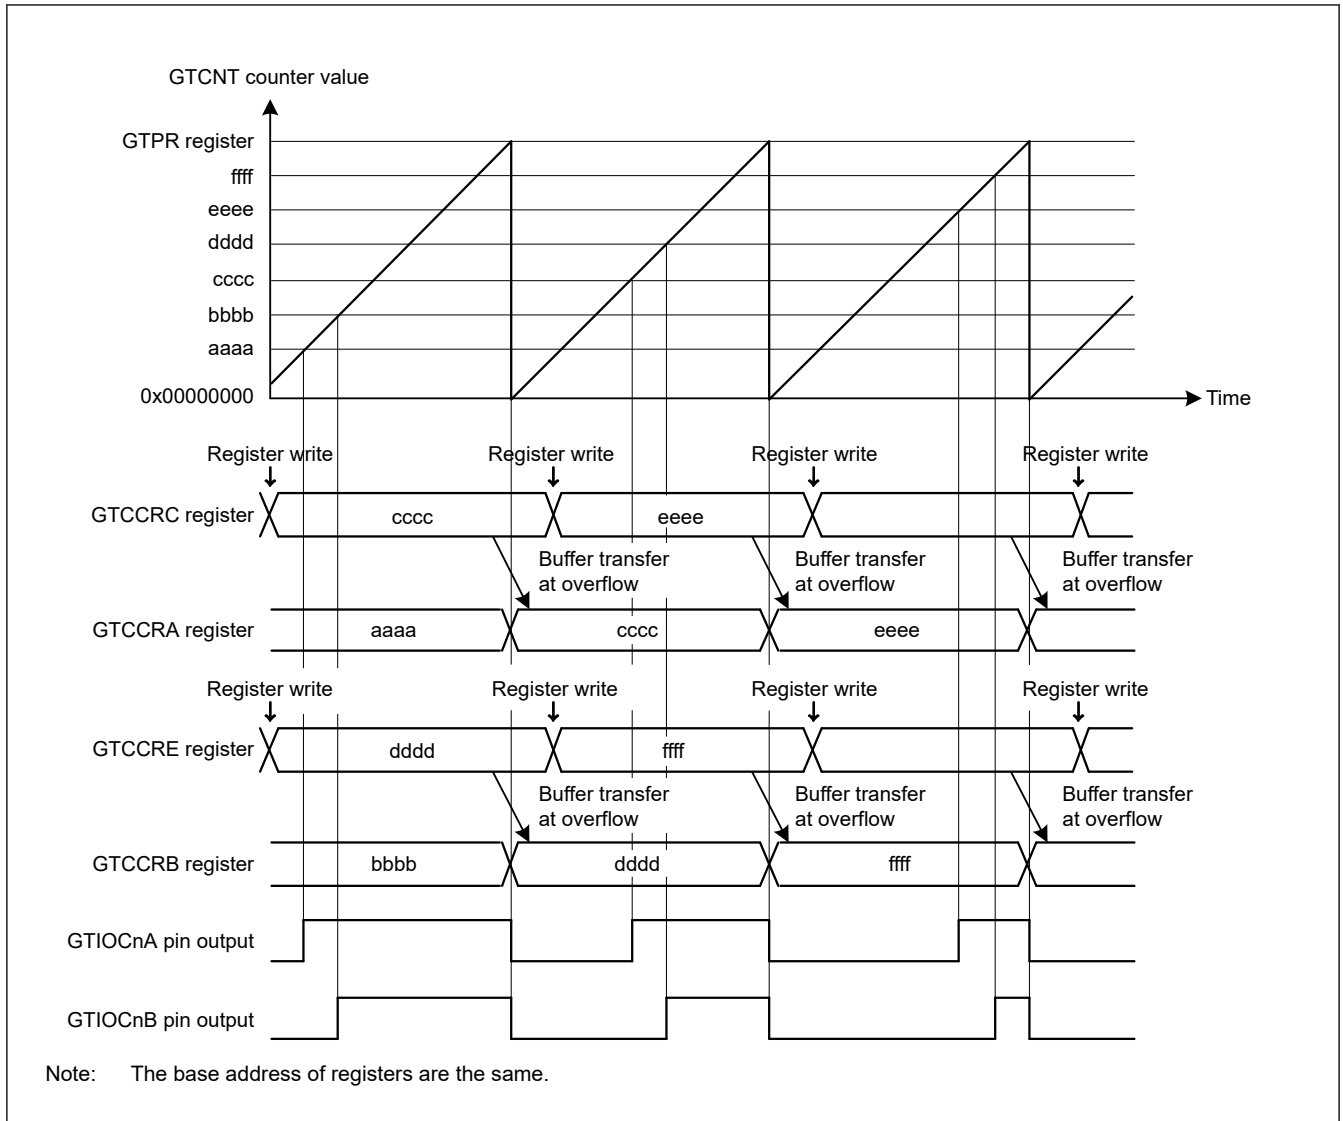 GTCNT counter value
GTPR register
ffff
eeee
dddd
cccc
bbbb
aaaa
0x00000000
Time
Register write Register write Register write Register write
GTCCRC register cccc eeee
Buffer transfer at overflow
Buffer transfer at overflow
Buffer transfer at overflow
GTCCRA register aaaa cccc eeee
Register write Register write Register write Register write
GTCCRE register dddd ffff
Buffer transfer at overflow
Buffer transfer at overflow
Buffer transfer at overflow
GTCCRB register bbbb dddd ffff
GTIOCnA pin output
GTIOCnB pin output
Note: The base address of registers are the same.